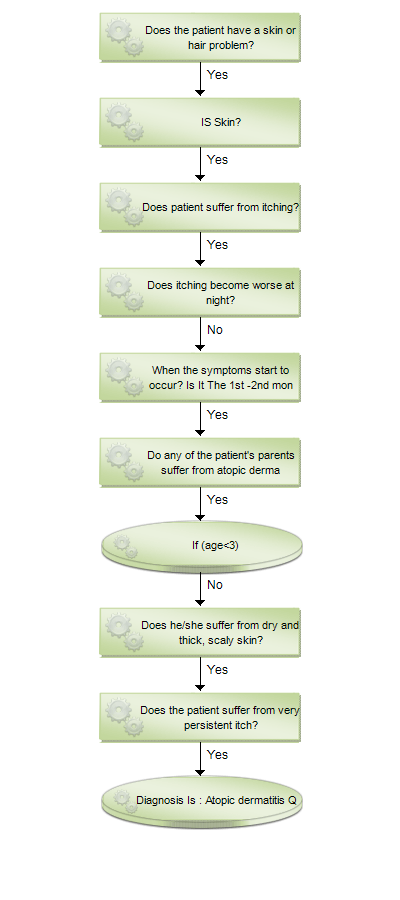 Does the patient have a skin or
hair problem?
Yes
IS Skin?
Yes
Does patient suffer from itching?
Yes
Does itching become worse at
night?
No
When the symptoms start to
occur? Is It The 1st -2nd mon
Yes
Do any of the patient's parents
suffer from atopic derma
Yes
If (age<3)
No
Does he/she suffer from dry and
thick, scaly skin?
Yes
Does the patient suffer from very
persistent itch?
Yes
Diagnosis Is : Atopic dermatitis Q